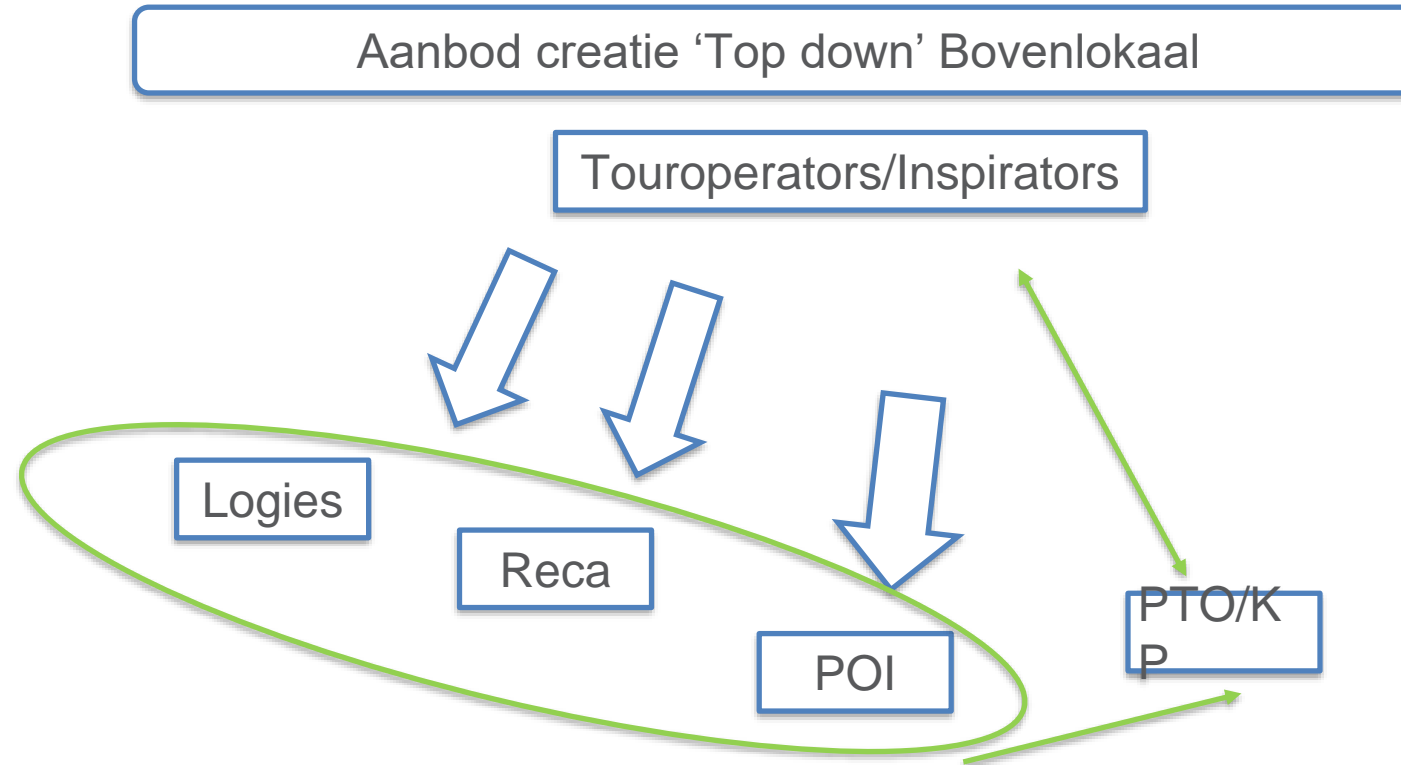 Aanbod creatie ‘Top down’ Bovenlokaal
Touroperators/Inspirators
Logies
Reca
POI
PTO/K
P